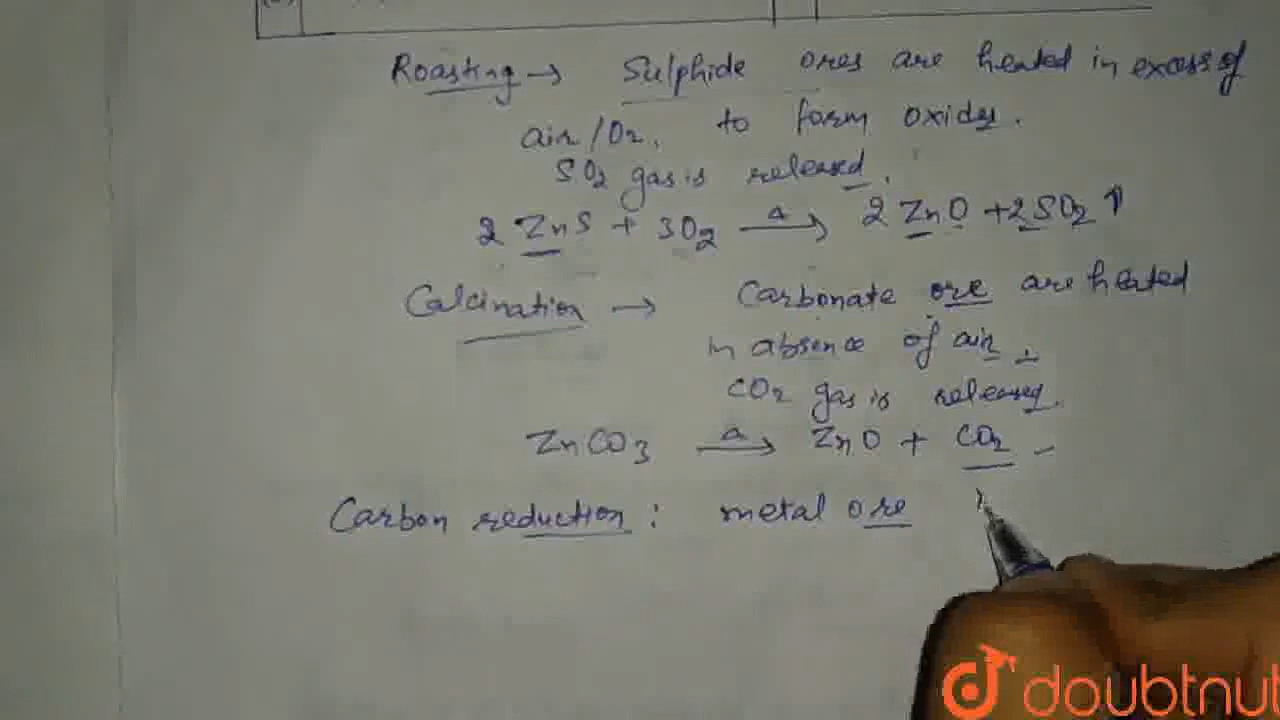 Roasting → Sulphide ores are heated in excess of
air/O2, to form oxides.
SO2 gas is released.
2 ZnS + 3O2 —Δ→ 2 ZnO + 2SO2 ↑
Calcination → Carbonate ore are heated
in absence of air.
CO2 gas is released.
ZnCO3 —Δ→ ZnO + CO2
Carbon reduction : metal ore
doubtnut